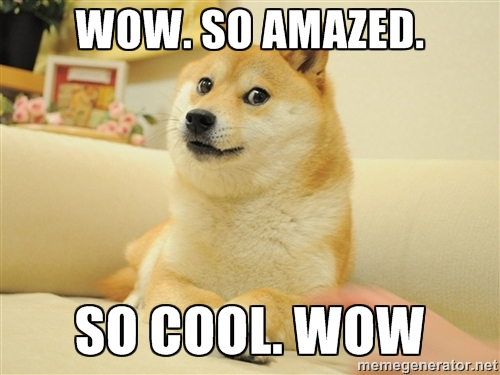 WOW. SO AMAZED.
SO COOL. WOW
memegenerator.net